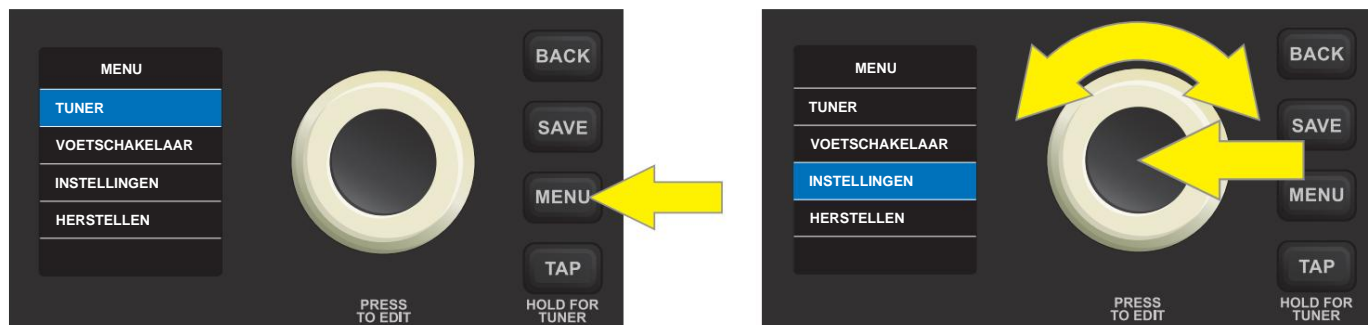 MENU
TUNER
VOETSCHAKELAAR
INSTELLINGEN
HERSTELLEN
BACK
SAVE
MENU
TAP
PRESS
TO EDIT
HOLD FOR
TUNER
MENU
TUNER
VOETSCHAKELAAR
INSTELLINGEN
HERSTELLEN
BACK
SAVE
MENU
TAP
PRESS
TO EDIT
HOLD FOR
TUNER